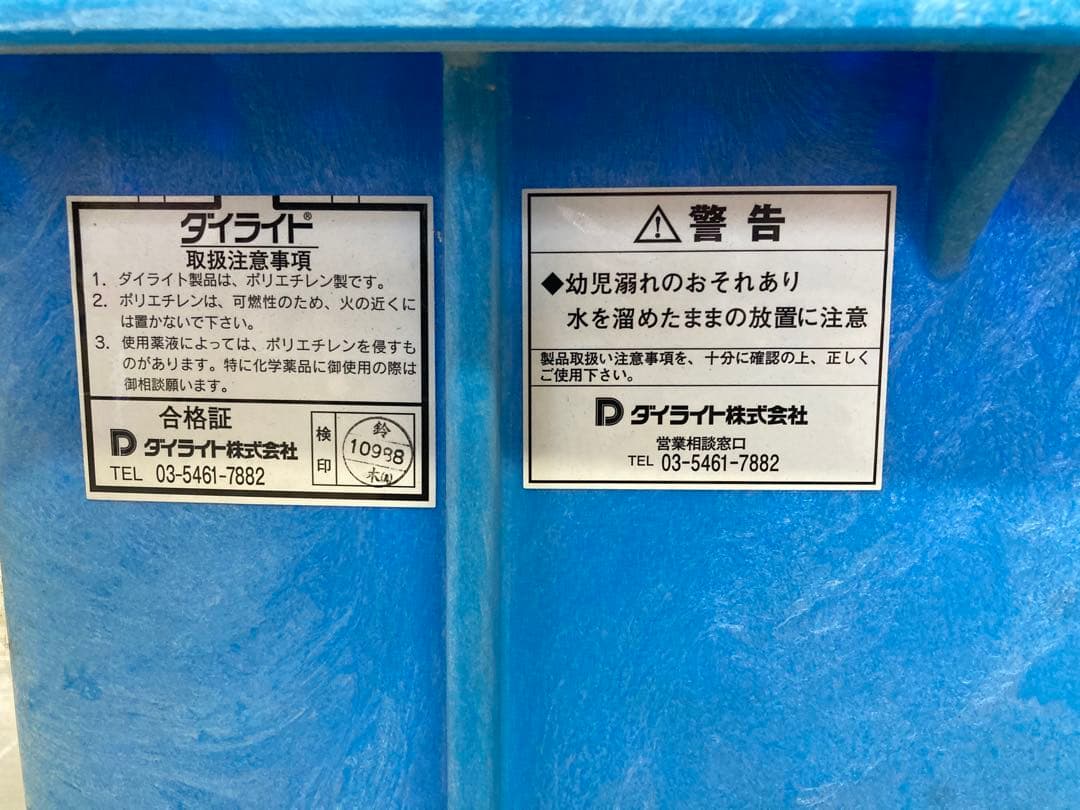 ダイライト®
取扱注意事項
1. ダイライト製品は、ポリエチレン製です。
2. ポリエチレンは、可燃性のため、火の近くに
は置かないで下さい。
3. 使用薬液によっては、ポリエチレンを侵すも
のがあります。特に化学薬品に御使用の際は
御相談願います。
合格証
ダイライト株式会社
TEL 03-5461-7882
検印
鈴
10988
木
⚠警告
◆幼児溺れのおそれあり
水を溜めたままの放置に注意
製品取扱い注意事項を、十分に確認の上、正しく
ご使用下さい。
ダイライト株式会社
営業相談窓口
TEL 03-5461-7882